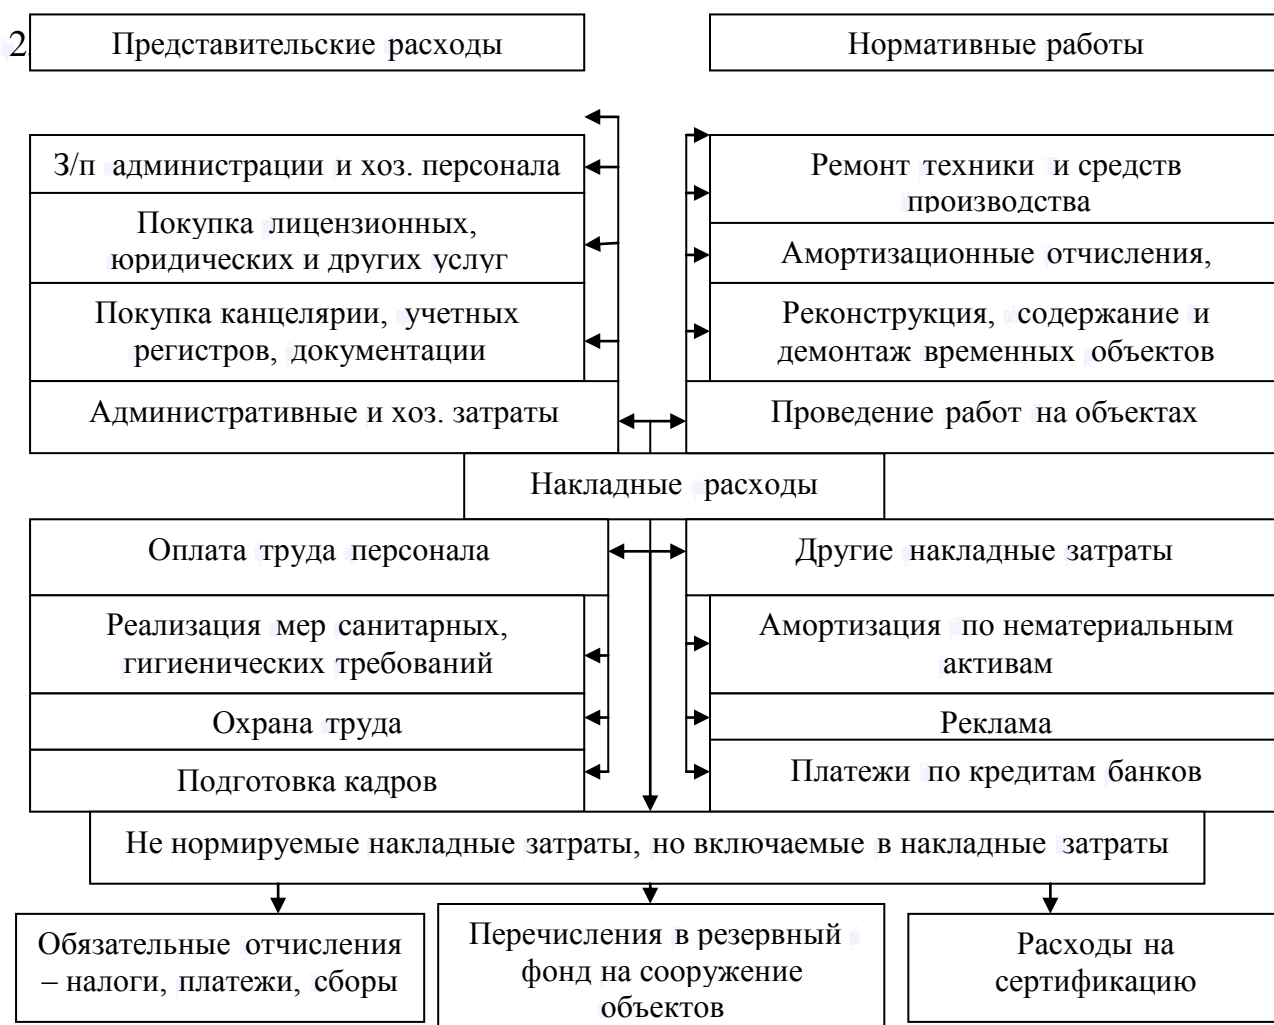 2.
Представительские расходы
Нормативные работы
З/п администрации и хоз. персонала
Ремонт техники и средств
производства
Покупка лицензионных,
юридических и других услуг
Амортизационные отчисления,
Покупка канцелярии, учетных
регистров, документации
Реконструкция, содержание и
демонтаж временных объектов
Административные и хоз. затраты
Проведение работ на объектах
Накладные расходы
Оплата труда персонала
Другие накладные затраты
Реализация мер санитарных,
гигиенических требований
Амортизация по нематериальным
активам
Охрана труда
Реклама
Подготовка кадров
Платежи по кредитам банков
Не нормируемые накладные затраты, но включаемые в накладные затраты
Обязательные отчисления
– налоги, платежи, сборы
Перечисления в резервный
фонд на сооружение
объектов
Расходы на
сертификацию